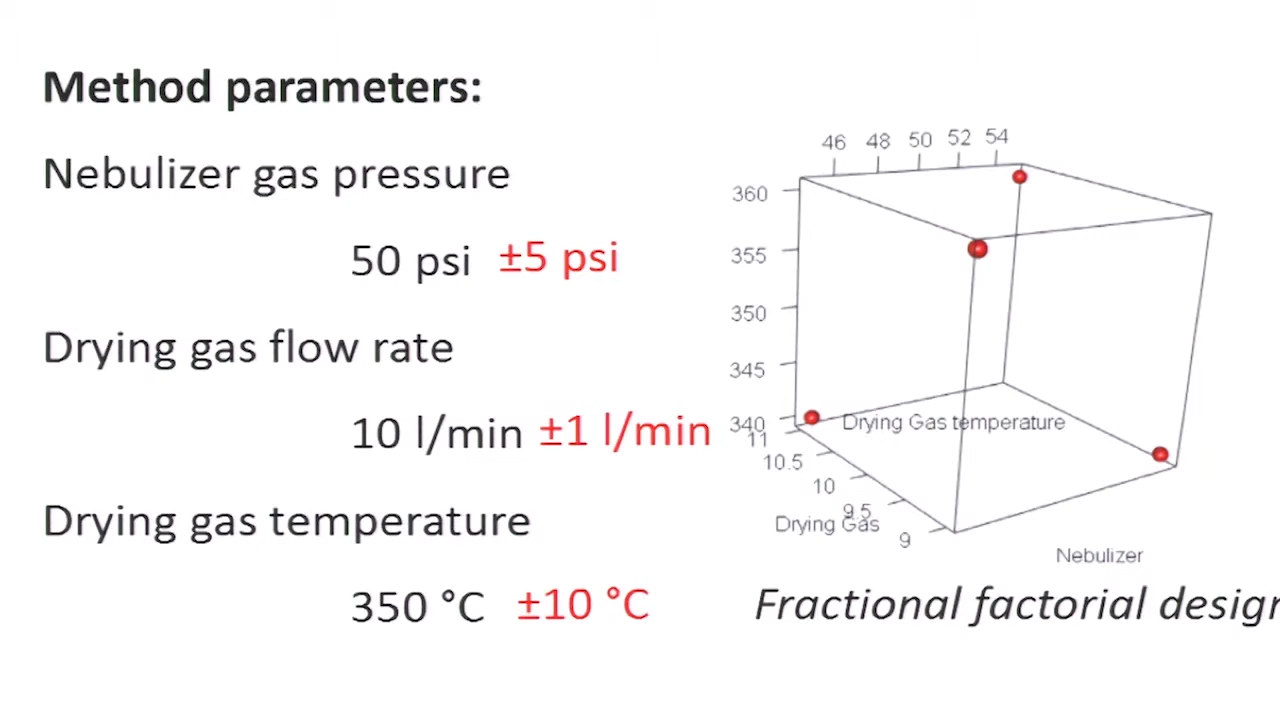 Method parameters:
Nebulizer gas pressure
50 psi ±5 psi
Drying gas flow rate
10 l/min ±1 l/min
Drying gas temperature
350 °C ±10 °C
46 48 50 52 54
360
355
350
345
340
11
10.5
10
9.5
9
Drying Gas temperature
Drying Gas
Nebulizer
Fractional factorial design